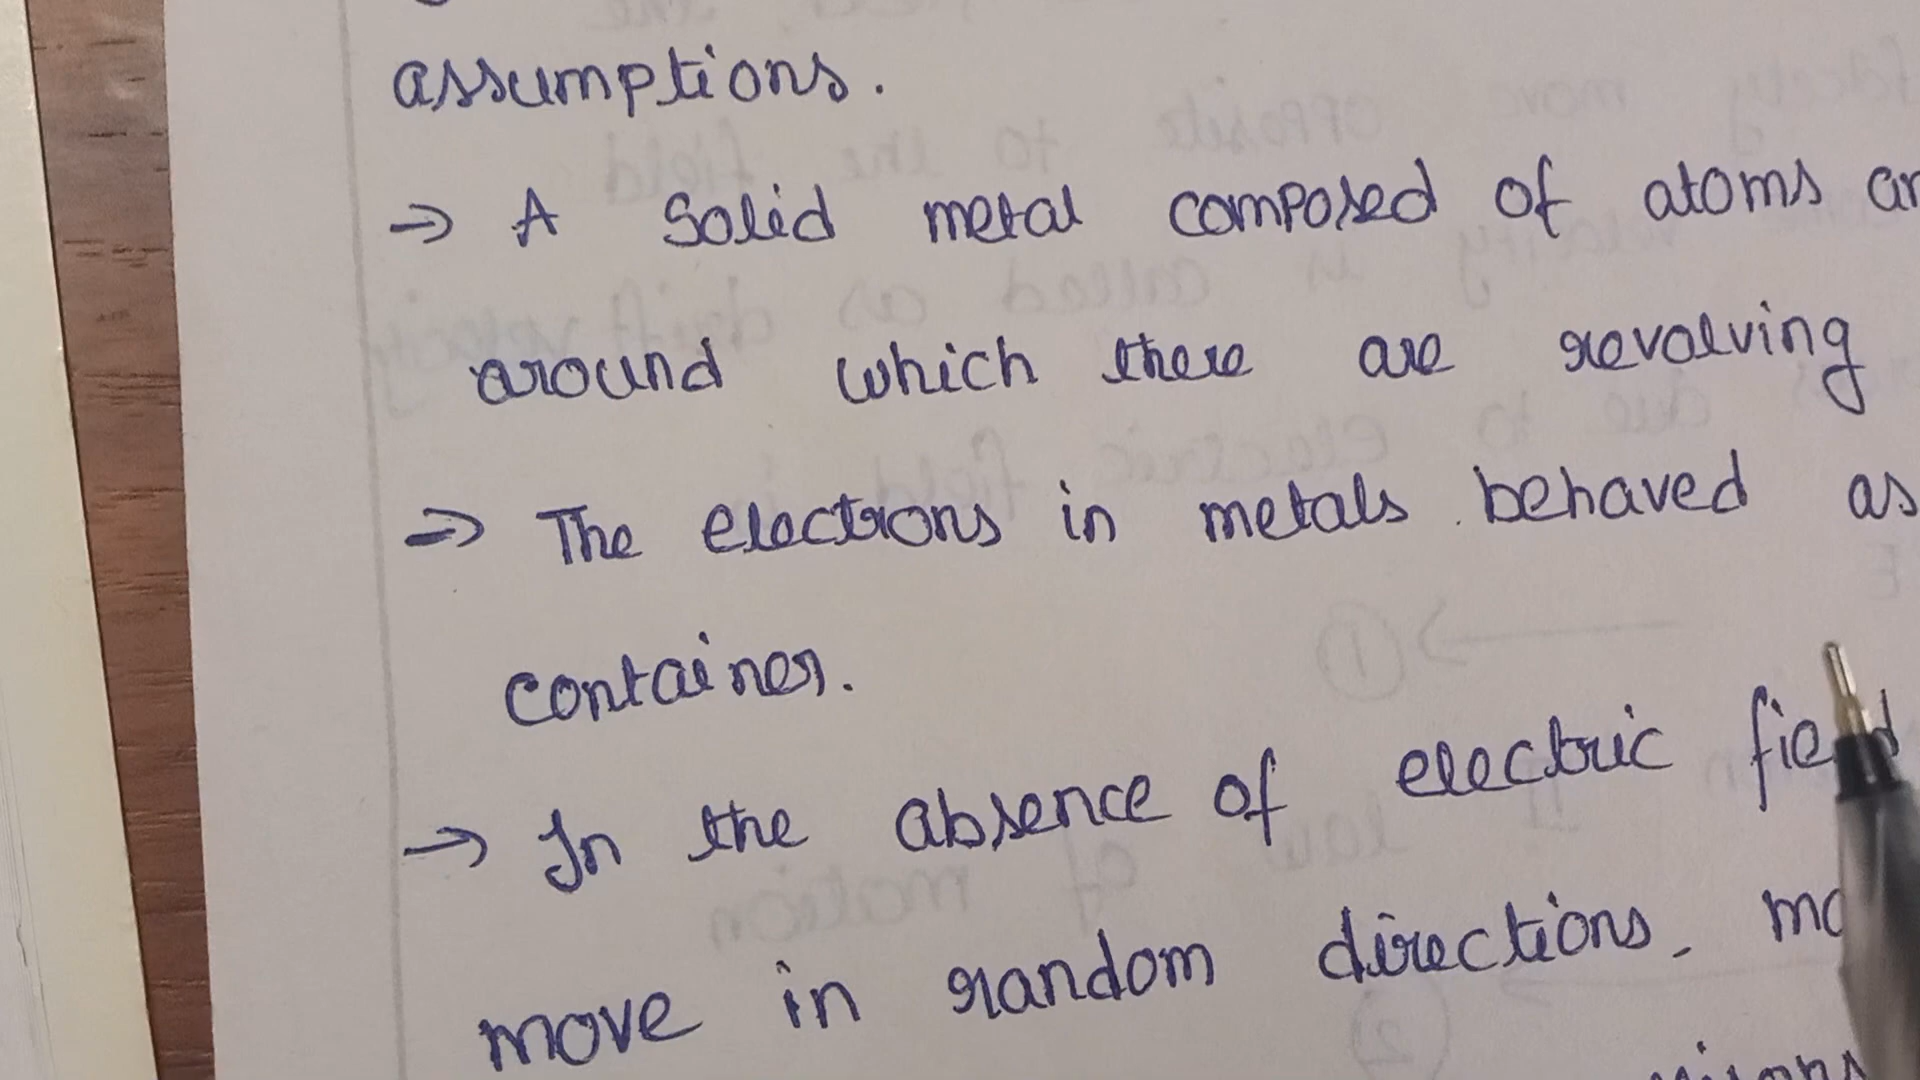 assumptions.
→ A solid metal composed of atoms
around which there are revolving
→ The electrons in metals behaved as
container.
→ In the absence of electric field
move in random directions,